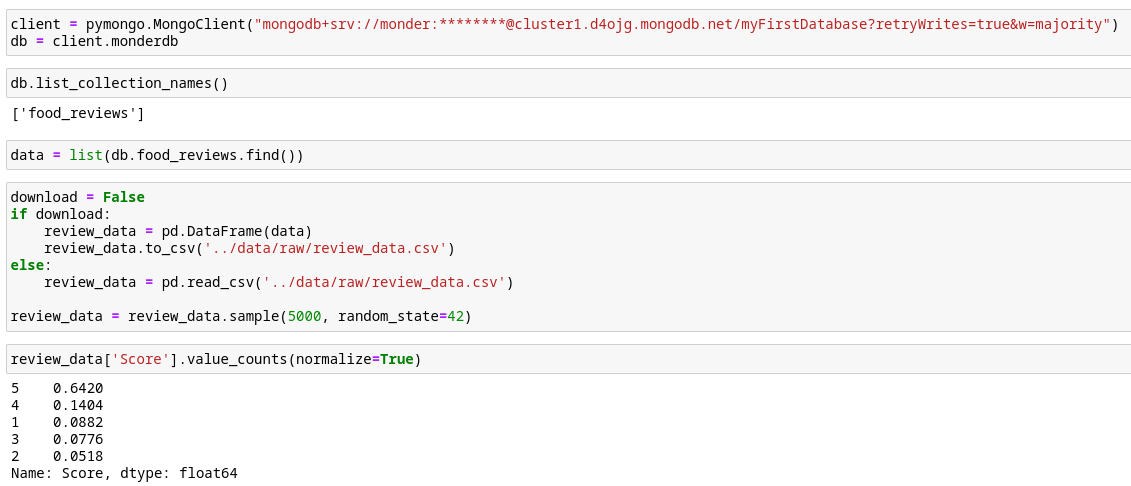 client = pymongo.MongoClient("mongodb+srv://monder:********@cluster1.d4ojg.mongodb.net/myFirstDatabase?retryWrites=true&w=majority")
db = client.monderdb
db.list_collection_names()
['food_reviews']
data = list(db.food_reviews.find())
download = False
if download:
    review_data = pd.DataFrame(data)
    review_data.to_csv('../data/raw/review_data.csv')
else:
    review_data = pd.read_csv('../data/raw/review_data.csv')
review_data = review_data.sample(5000, random_state=42)
review_data['Score'].value_counts(normalize=True)
5    0.6420
4    0.1404
1    0.0882
3    0.0776
2    0.0518
Name: Score, dtype: float64